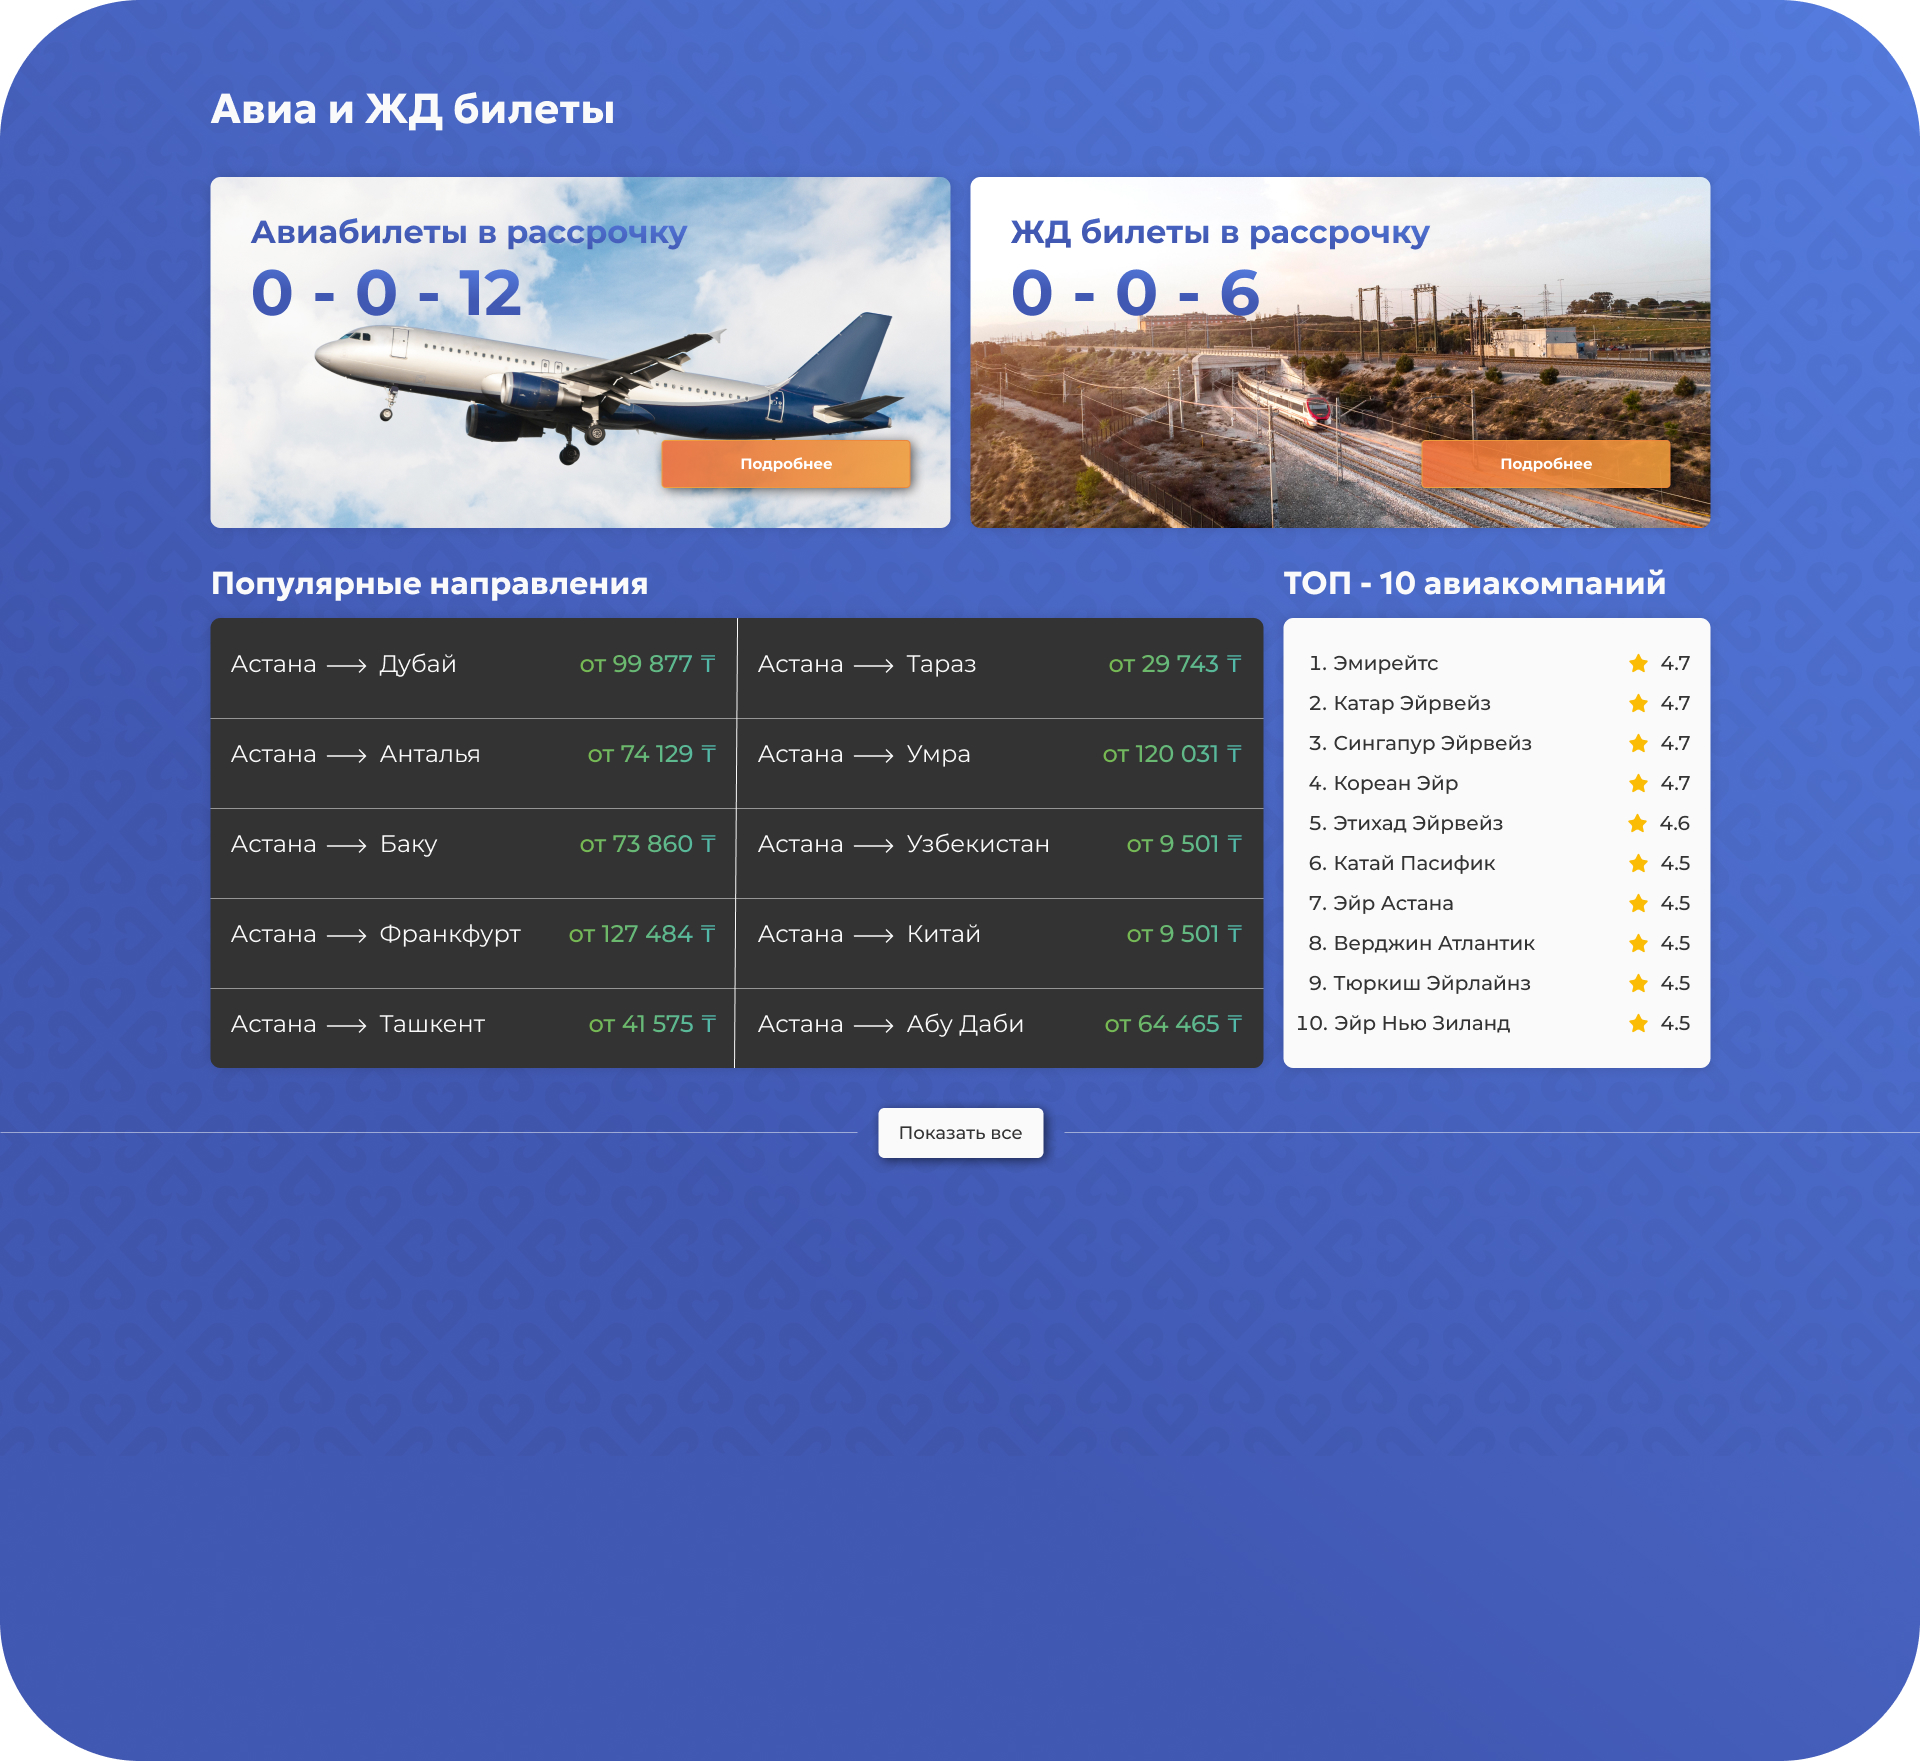 Авиа и ЖД билеты
Авиабилеты в рассрочку
0 - 0 - 12
Подробнее
ЖД билеты в рассрочку
0 - 0 - 6
Подробнее
Популярные направления
Астана ⟶ Дубай от 99 877 ₸
Астана ⟶ Тараз от 29 743 ₸
Астана ⟶ Анталья от 74 129 ₸
Астана ⟶ Умра от 120 031 ₸
Астана ⟶ Баку от 73 860 ₸
Астана ⟶ Узбекистан от 9 501 ₸
Астана ⟶ Франкфурт от 127 484 ₸
Астана ⟶ Китай от 9 501 ₸
Астана ⟶ Ташкент от 41 575 ₸
Астана ⟶ Абу Даби от 64 465 ₸
ТОП - 10 авиакомпаний
1. Эмирейтс 4.7
2. Катар Эйрвейз 4.7
3. Сингапур Эйрвейз 4.7
4. Кореан Эйр 4.7
5. Этихад Эйрвейз 4.6
6. Катай Пасифик 4.5
7. Эйр Астана 4.5
8. Верджин Атлантик 4.5
9. Тюркиш Эйрлайнз 4.5
10. Эйр Нью Зиланд 4.5
Показать все